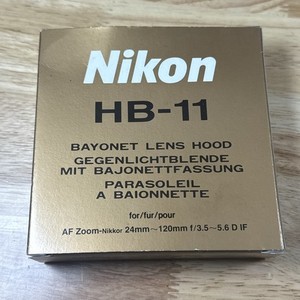 Nikon
HB-11
BAYONET LENS HOOD
GEGENLICHTBLENDE
MIT BAJONETTFASSUNG
PARASOLEIL
A BAIONNETTE
for/fur/pour
AF Zoom-Nikkor 24mm～120mm f/3.5～5.6 D IF